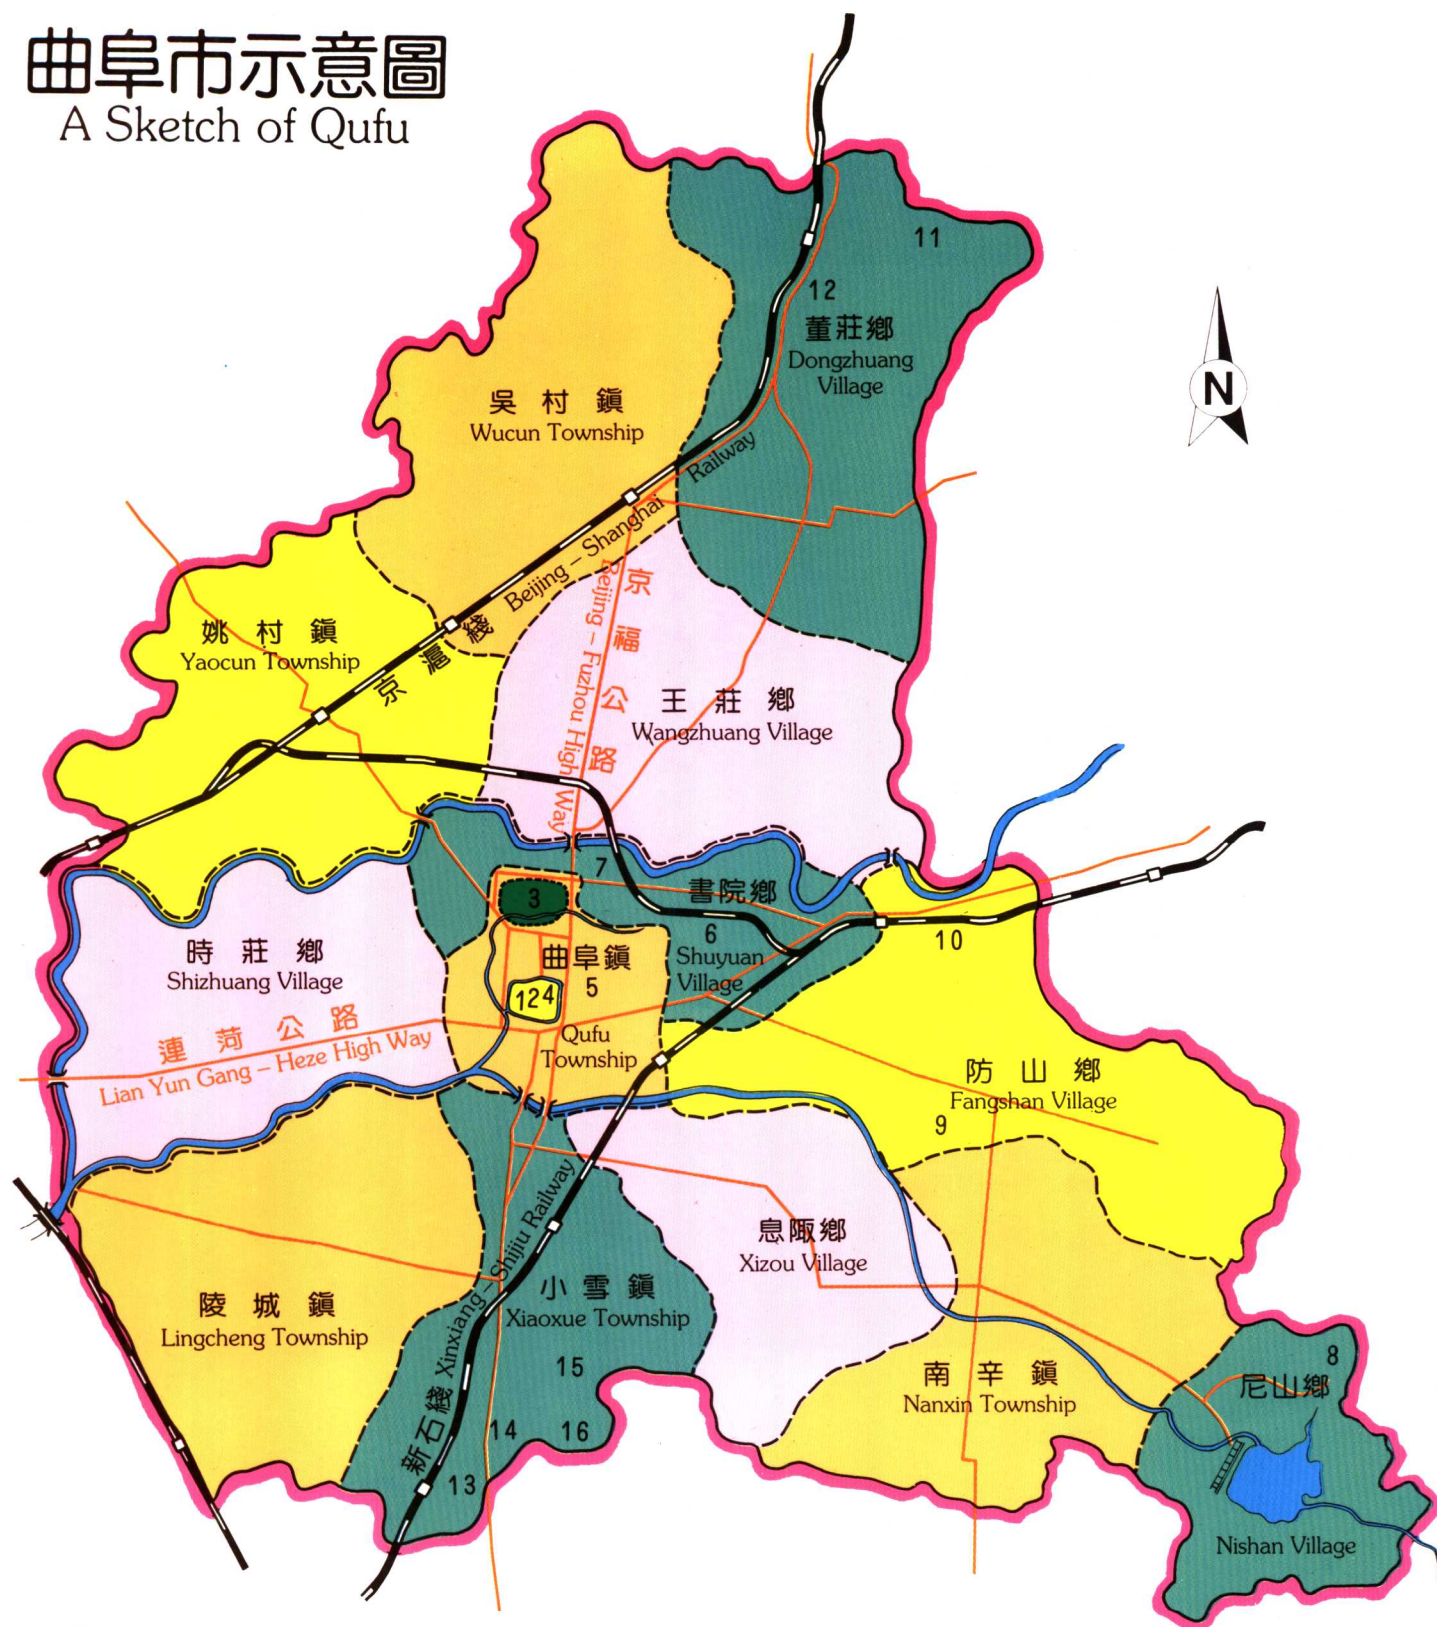 曲阜市示意圖
A Sketch of Qufu
11
12
董莊鄉
Dongzhuang
Village
N
吳村鎮
Wucun Township
Beijing – Shanghai Railway
京滬綫
京福公路
Beijing – Fuzhou High Way
姚村鎮
Yaocun Township
王莊鄉
Wangzhuang Village
7
3
書院鄉
6
Shuyuan
Village
10
時莊鄉
Shizhuang Village
曲阜鎮
5
124
Qufu
Township
連菏公路
Lian Yun Gang – Heze High Way
防山鄉
Fangshan Village
9
息陬鄉
Xizou Village
陵城鎮
Lingcheng Township
小雪鎮
Xiaoxue Township
新石綫 Xinxiang – Shijiu Railway
15
14
16
13
南辛鎮
Nanxin Township
8
尼山鄉
Nishan Village